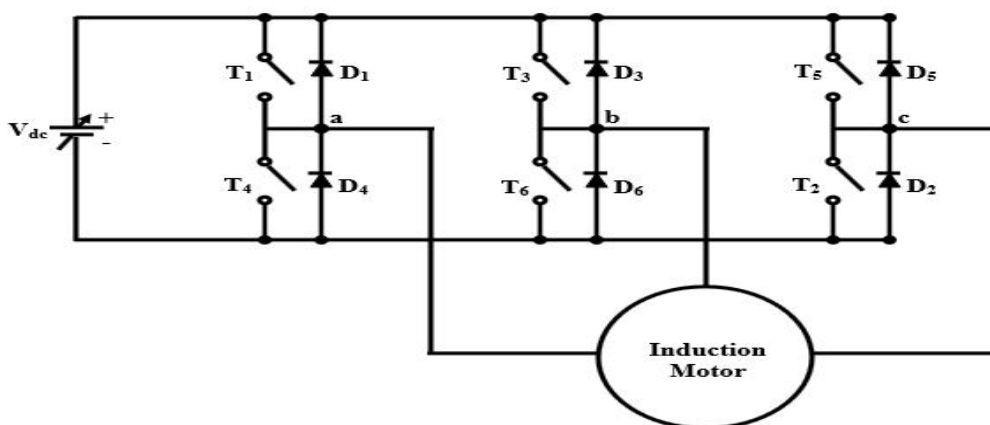 T1 D1 T3 D3 T5 D5
a b c
Vdc + -
T4 D4 T6 D6 T2 D2
Induction
Motor